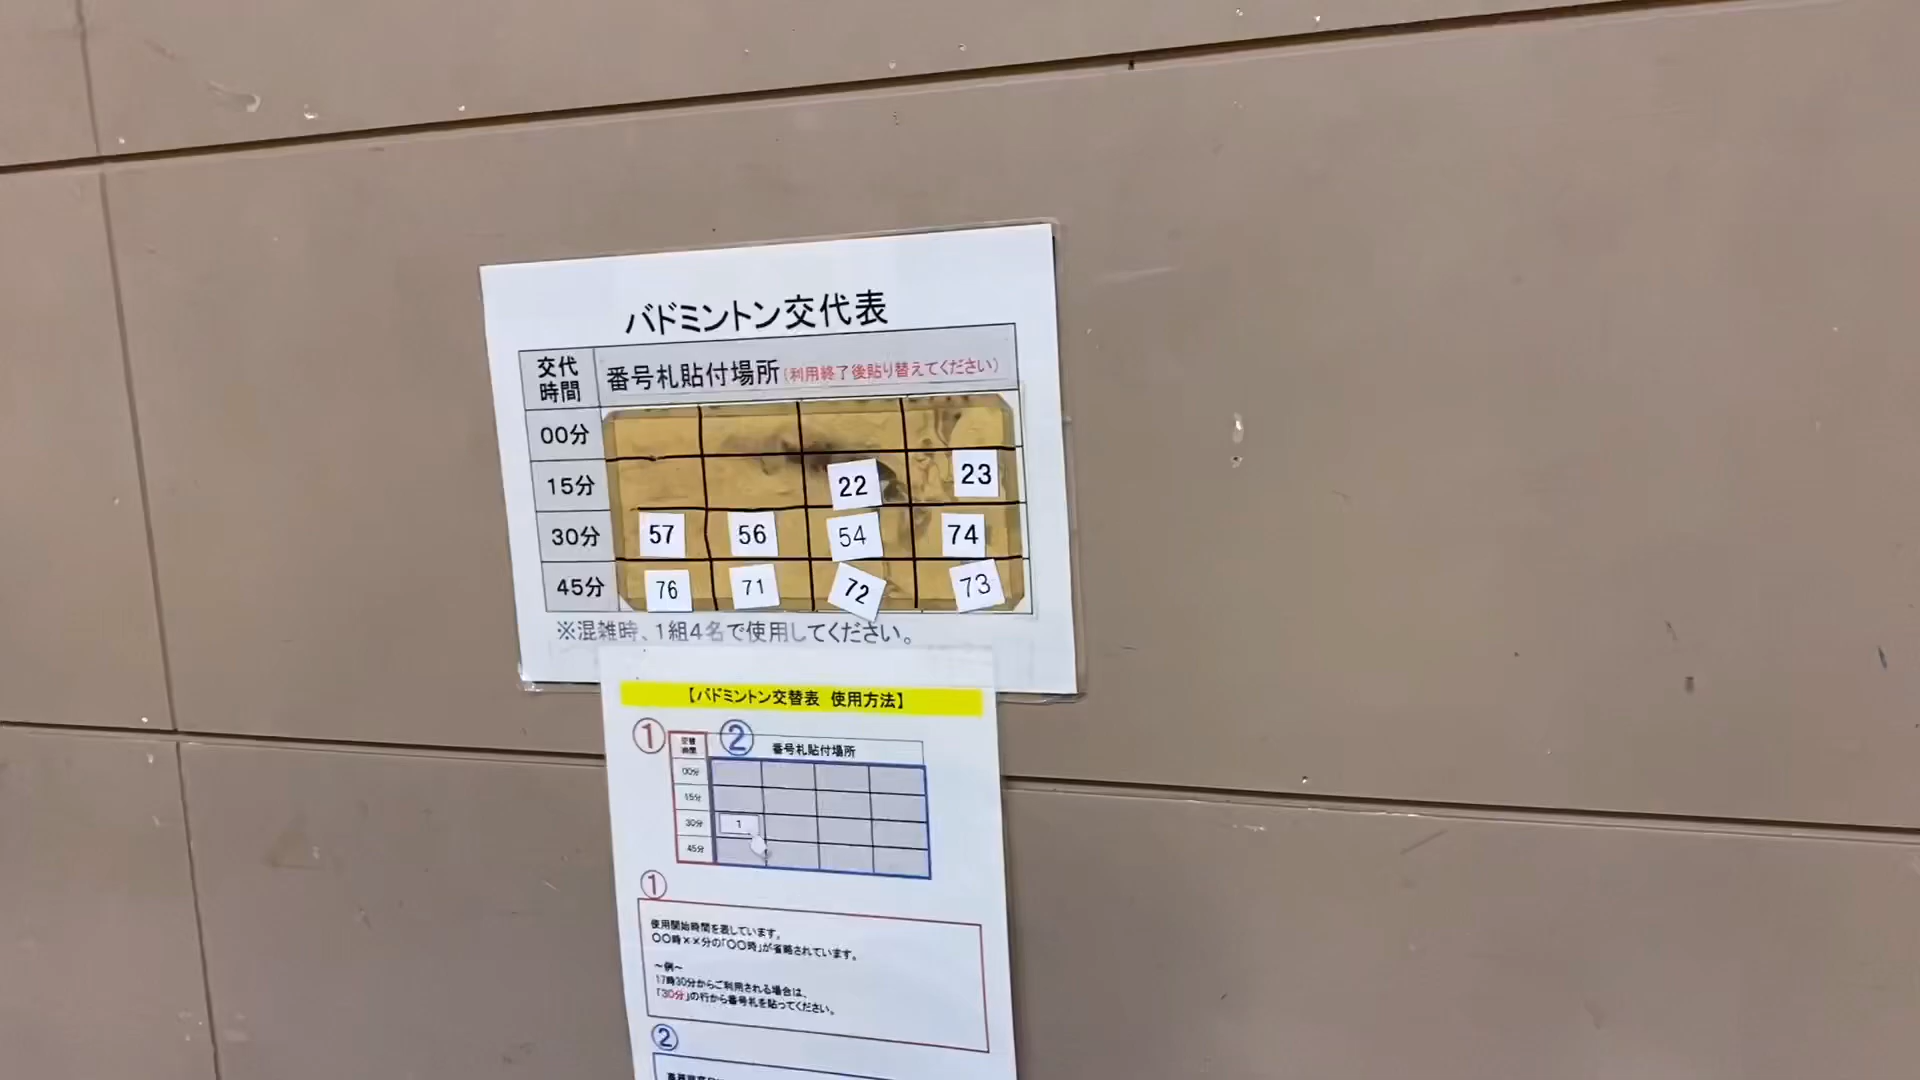 バドミントン交代表
交代時間 番号札貼付場所(利用終了後貼り替えてください)
00分
15分 22 23
30分 57 56 54 74
45分 76 71 72 73
※混雑時、1組4名で使用してください。
【バドミントン交替表 使用方法】
① ②
交替時間 番号札貼付場所
00分
15分
30分 1
45分
①
使用開始時間を表しています。
〇〇時××分の「〇〇時」が省略されています。
～例～
17時30分からご利用される場合は、
「30分」の行から番号札を貼ってください。
②